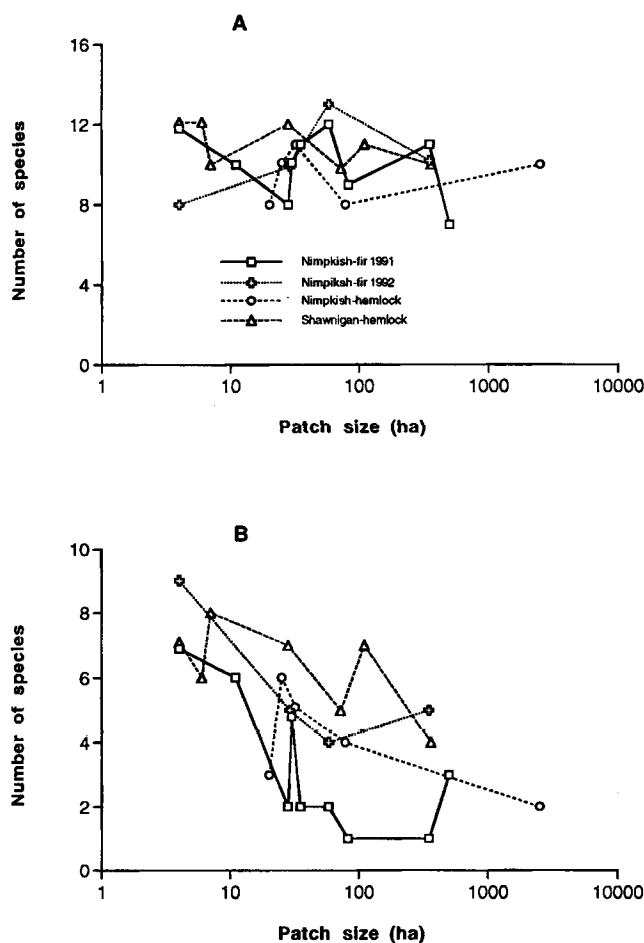 A
Number of species
16
12
8
4
0
Nimpkish-fir 1991
Nimpiksh-fir 1992
Nimpkish-hemlock
Shawnigan-hemlock
1
10
100
1000
10000
Patch size (ha)
B
Number of species
10
8
6
4
2
0
1
10
100
1000
10000
Patch size (ha)